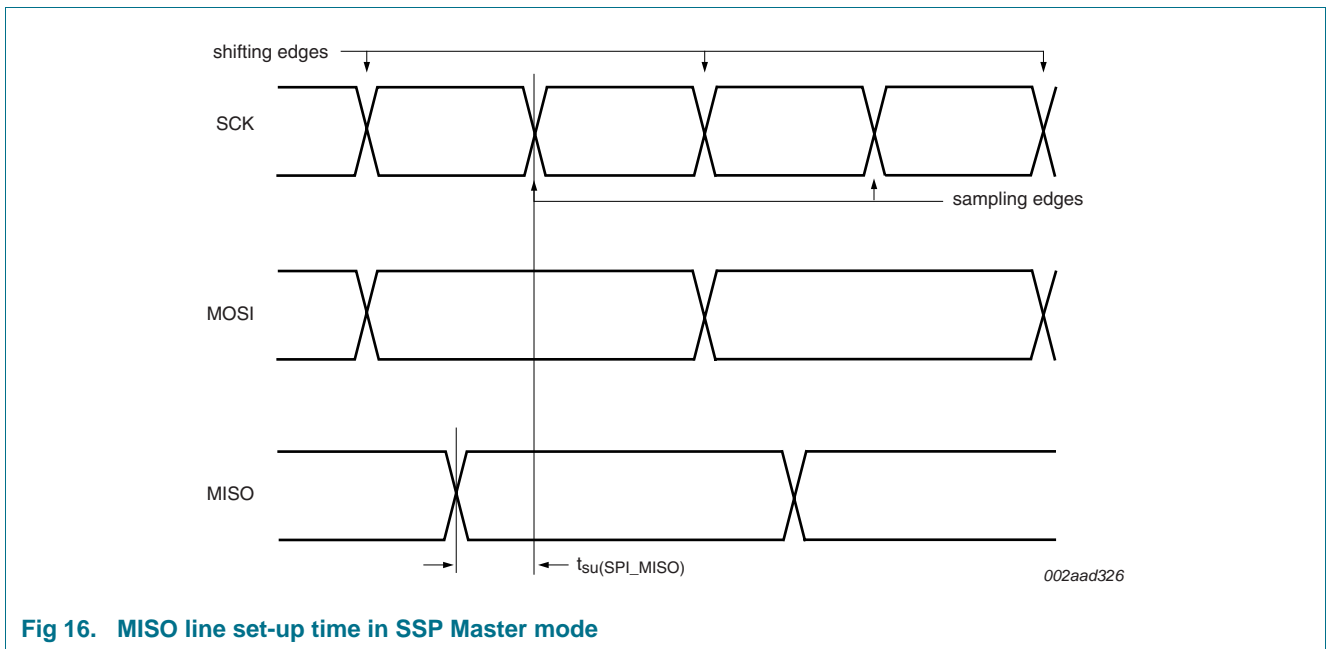 shifting edges
SCK
sampling edges
MOSI
MISO
tsu(SPI_MISO)
002aad326
Fig 16. MISO line set-up time in SSP Master mode